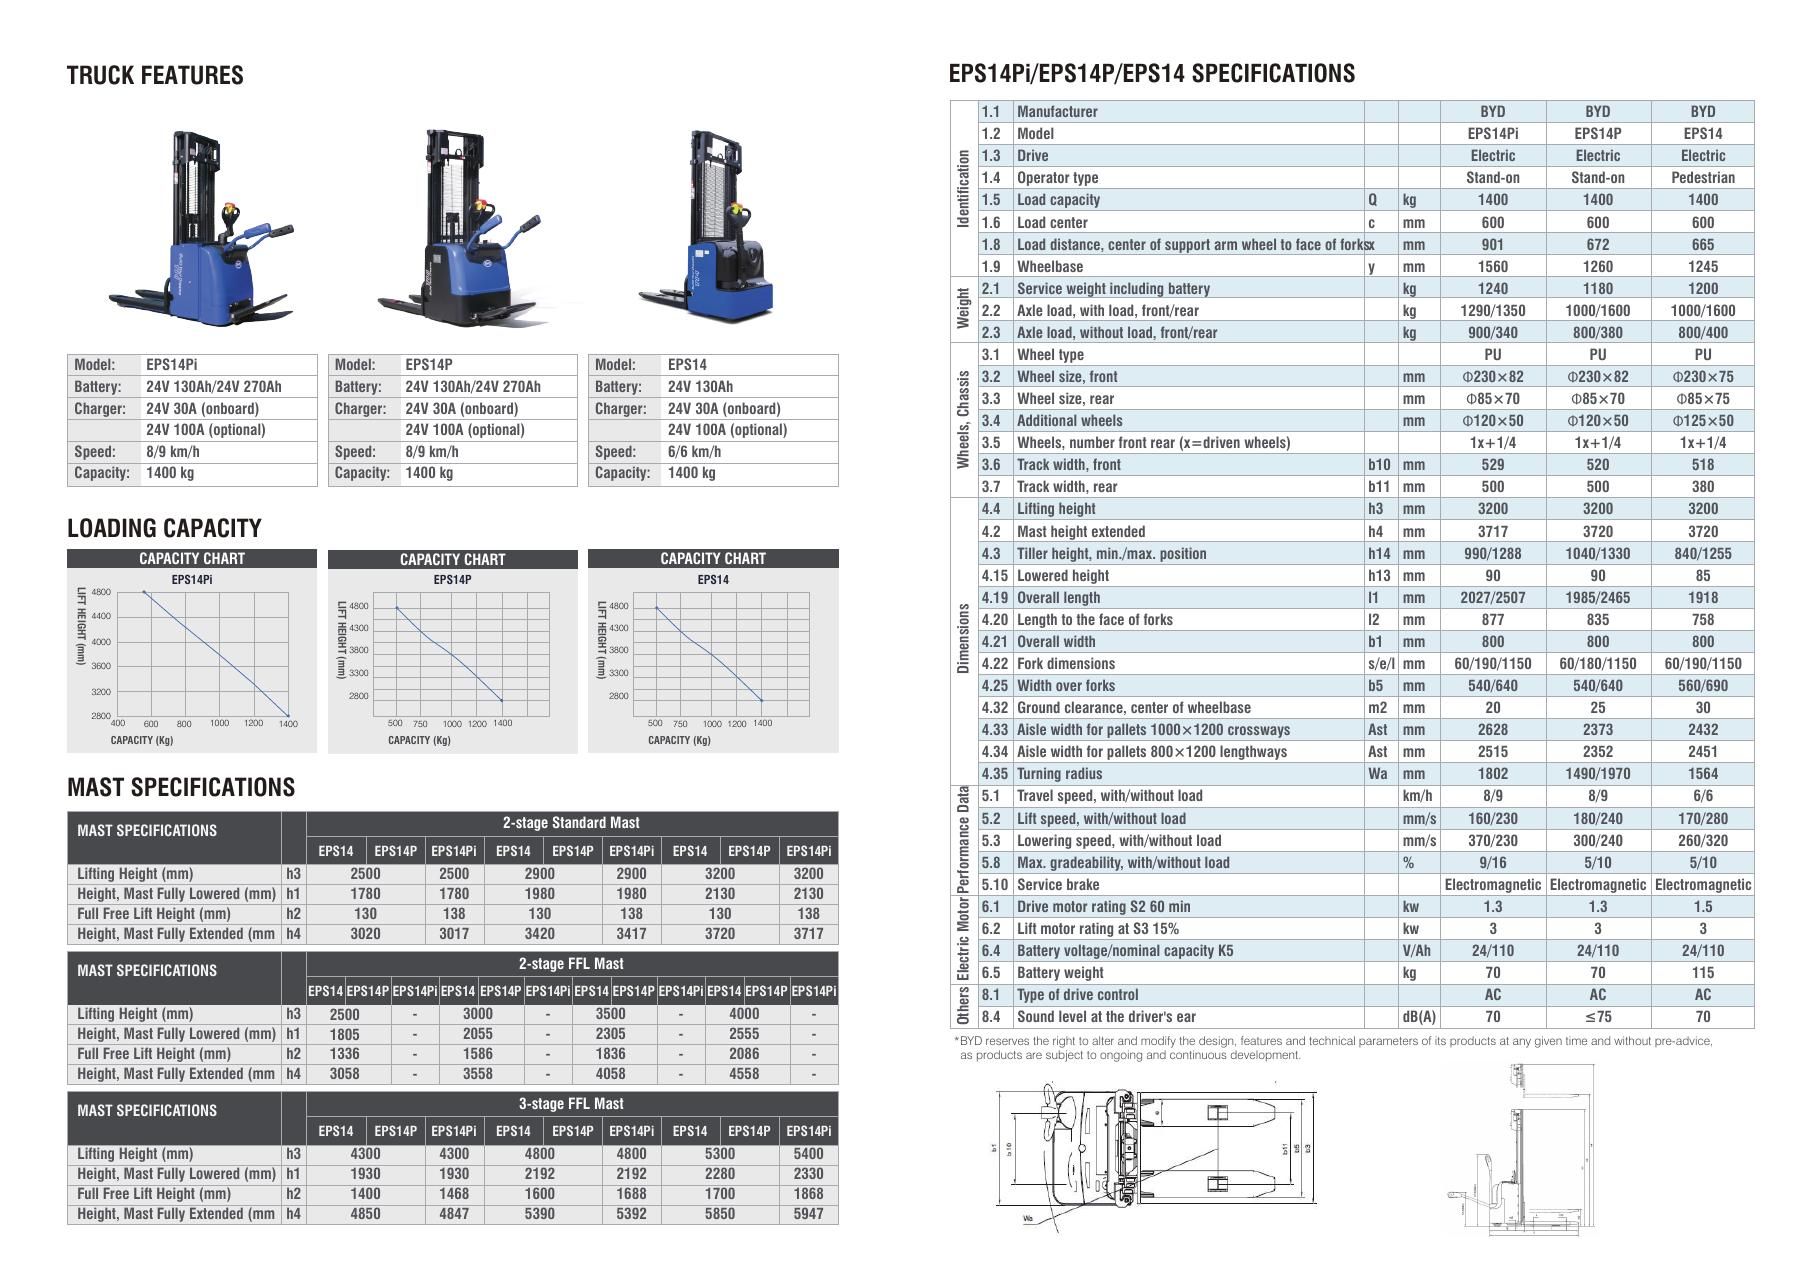 TRUCK FEATURES
Model: EPS14Pi
Battery: 24V 130Ah/24V 270Ah
Charger: 24V 30A (onboard)
24V 100A (optional)
Speed: 8/9 km/h
Capacity: 1400 kg
Model: EPS14P
Battery: 24V 130Ah/24V 270Ah
Charger: 24V 30A (onboard)
24V 100A (optional)
Speed: 8/9 km/h
Capacity: 1400 kg
Model: EPS14
Battery: 24V 130Ah
Charger: 24V 30A (onboard)
24V 100A (optional)
Speed: 6/6 km/h
Capacity: 1400 kg
LOADING CAPACITY
CAPACITY CHART
EPS14Pi
LIFT HEIGHT (mm)
4800
4400
4000
3600
3200
2800
400 600 800 1000 1200 1400
CAPACITY (Kg)
CAPACITY CHART
EPS14P
LIFT HEIGHT (mm)
4800
4300
3800
3300
2800
500 750 1000 1200 1400
CAPACITY (Kg)
CAPACITY CHART
EPS14
LIFT HEIGHT (mm)
4800
4300
3800
3300
2800
500 750 1000 1200 1400
CAPACITY (Kg)
MAST SPECIFICATIONS
MAST SPECIFICATIONS 2-stage Standard Mast
EPS14 EPS14P EPS14Pi EPS14 EPS14P EPS14Pi EPS14 EPS14P EPS14Pi
Lifting Height (mm) h3 2500 2500 2900 2900 3200 3200
Height, Mast Fully Lowered (mm) h1 1780 1780 1980 1980 2130 2130
Full Free Lift Height (mm) h2 130 138 130 138 130 138
Height, Mast Fully Extended (mm h4 3020 3017 3420 3417 3720 3717
MAST SPECIFICATIONS 2-stage FFL Mast
EPS14 EPS14P EPS14Pi EPS14 EPS14P EPS14Pi EPS14 EPS14P EPS14Pi EPS14 EPS14P EPS14Pi
Lifting Height (mm) h3 2500 - 3000 - 3500 - 4000 -
Height, Mast Fully Lowered (mm) h1 1805 - 2055 - 2305 - 2555 -
Full Free Lift Height (mm) h2 1336 - 1586 - 1836 - 2086 -
Height, Mast Fully Extended (mm h4 3058 - 3558 - 4058 - 4558 -
MAST SPECIFICATIONS 3-stage FFL Mast
EPS14 EPS14P EPS14Pi EPS14 EPS14P EPS14Pi EPS14 EPS14P EPS14Pi
Lifting Height (mm) h3 4300 4300 4800 4800 5300 5400
Height, Mast Fully Lowered (mm) h1 1930 1930 2192 2192 2280 2330
Full Free Lift Height (mm) h2 1400 1468 1600 1688 1700 1868
Height, Mast Fully Extended (mm h4 4850 4847 5390 5392 5850 5947
EPS14Pi/EPS14P/EPS14 SPECIFICATIONS
Identification
1.1 Manufacturer BYD BYD BYD
1.2 Model EPS14Pi EPS14P EPS14
1.3 Drive Electric Electric Electric
1.4 Operator type Stand-on Stand-on Pedestrian
1.5 Load capacity Q kg 1400 1400 1400
1.6 Load center c mm 600 600 600
1.8 Load distance, center of support arm wheel to face of forks x mm 901 672 665
1.9 Wheelbase y mm 1560 1260 1245
Weight
2.1 Service weight including battery kg 1240 1180 1200
2.2 Axle load, with load, front/rear kg 1290/1350 1000/1600 1000/1600
2.3 Axle load, without load, front/rear kg 900/340 800/380 800/400
Wheels, Chassis
3.1 Wheel type PU PU PU
3.2 Wheel size, front mm Φ230×82 Φ230×82 Φ230×75
3.3 Wheel size, rear mm Φ85×70 Φ85×70 Φ85×75
3.4 Additional wheels mm Φ120×50 Φ120×50 Φ125×50
3.5 Wheels, number front rear (x=driven wheels) 1x+1/4 1x+1/4 1x+1/4
3.6 Track width, front b10 mm 529 520 518
3.7 Track width, rear b11 mm 500 500 380
Dimensions
4.4 Lifting height h3 mm 3200 3200 3200
4.2 Mast height extended h4 mm 3717 3720 3720
4.3 Tiller height, min./max. position h14 mm 990/1288 1040/1330 840/1255
4.15 Lowered height h13 mm 90 90 85
4.19 Overall length l1 mm 2027/2507 1985/2465 1918
4.20 Length to the face of forks l2 mm 877 835 758
4.21 Overall width b1 mm 800 800 800
4.22 Fork dimensions s/e/l mm 60/190/1150 60/180/1150 60/190/1150
4.25 Width over forks b5 mm 540/640 540/640 560/690
4.32 Ground clearance, center of wheelbase m2 mm 20 25 30
4.33 Aisle width for pallets 1000×1200 crossways Ast mm 2628 2373 2432
4.34 Aisle width for pallets 800×1200 lengthways Ast mm 2515 2352 2451
4.35 Turning radius Wa mm 1802 1490/1970 1564
Performance Data
5.1 Travel speed, with/without load km/h 8/9 8/9 6/6
5.2 Lift speed, with/without load mm/s 160/230 180/240 170/280
5.3 Lowering speed, with/without load mm/s 370/230 300/240 260/320
5.8 Max. gradeability, with/without load % 9/16 5/10 5/10
5.10 Service brake Electromagnetic Electromagnetic Electromagnetic
Electric Motor
6.1 Drive motor rating S2 60 min kw 1.3 1.3 1.5
6.2 Lift motor rating at S3 15% kw 3 3 3
6.4 Battery voltage/nominal capacity K5 V/Ah 24/110 24/110 24/110
6.5 Battery weight kg 70 70 115
Others
8.1 Type of drive control AC AC AC
8.4 Sound level at the driver's ear dB(A) 70 ≤75 70
*BYD reserves the right to alter and modify the design, features and technical parameters of its products at any given time and without pre-advice,
as products are subject to ongoing and continuous development.
b1
b10
b11
b5
b3
Wa